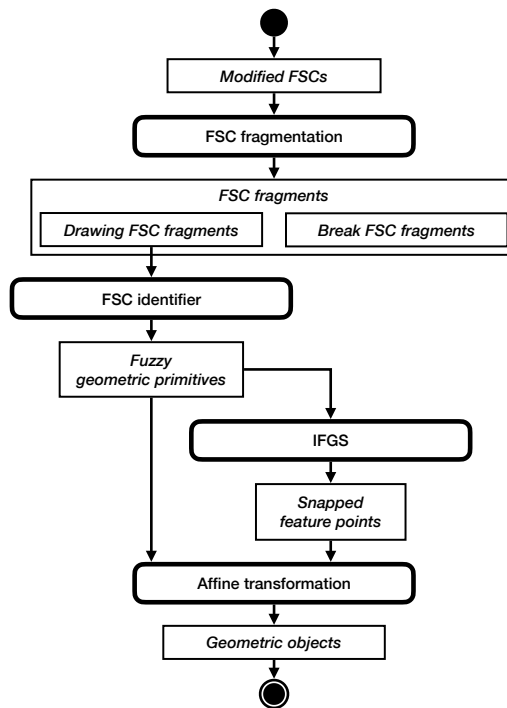 Modified FSCs
FSC fragmentation
FSC fragments
Drawing FSC fragments
Break FSC fragments
FSC identifier
Fuzzy
geometric primitives
IFGS
Snapped
feature points
Affine transformation
Geometric objects